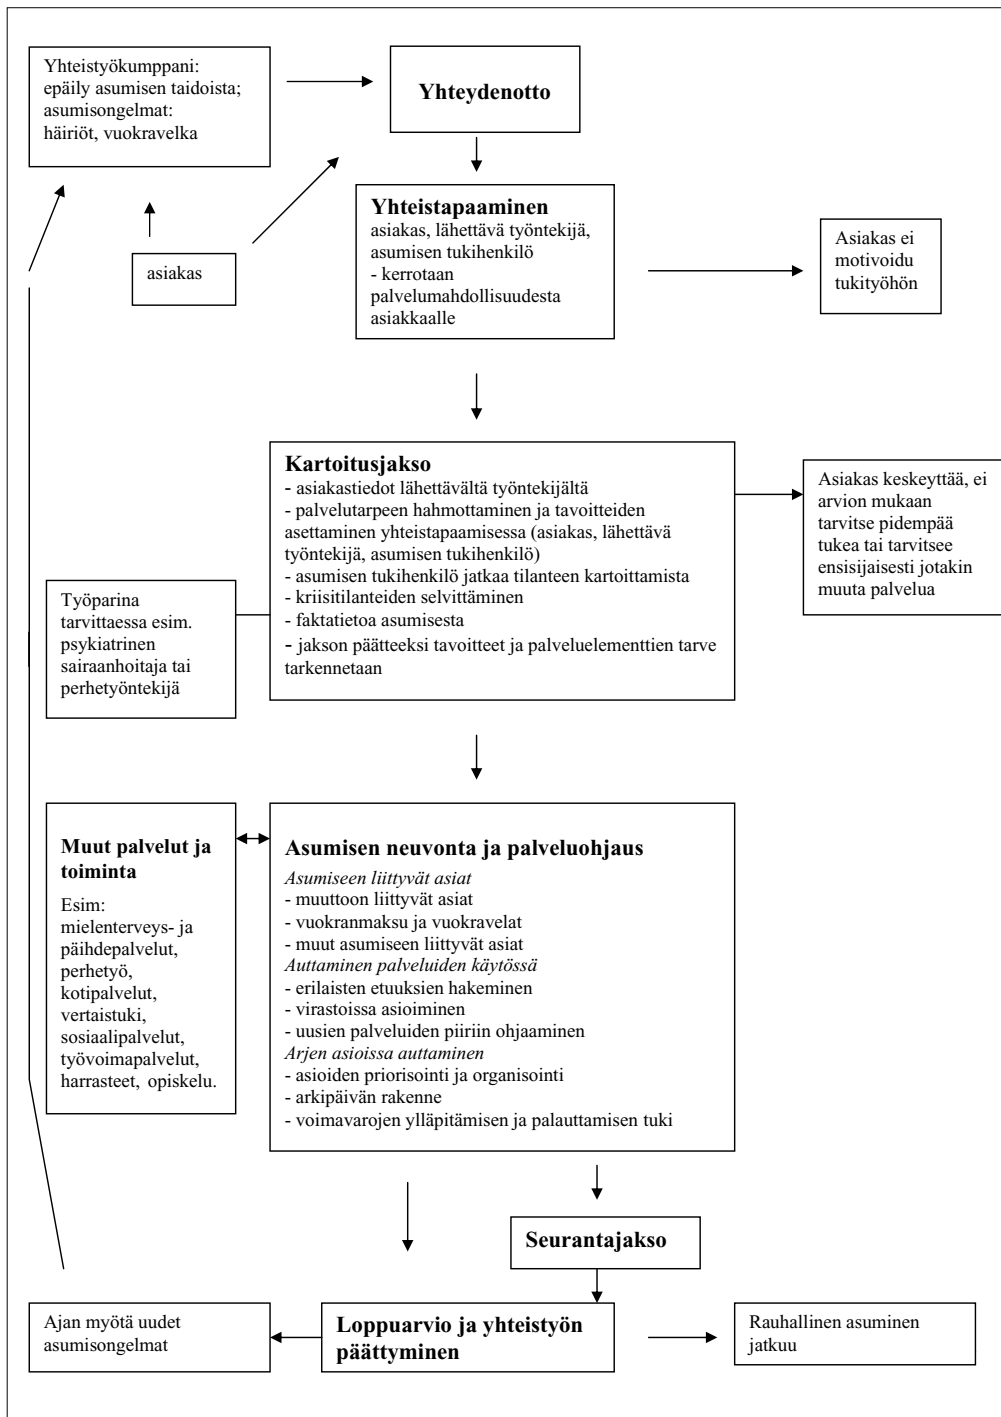 Yhteistyökumppani:
epäily asumisen taidoista;
asumisongelmat:
häiriöt, vuokravelka
Yhteydenotto
asiakas
Yhteistapaaminen
asiakas, lähettävä työntekijä,
asumisen tukihenkilö
- kerrotaan
palvelumahdollisuudesta
asiakkaalle
Asiakas ei
motivoidu
tukityöhön
Kartoitusjakso
- asiakastiedot lähettävältä työntekijältä
- palvelutarpeen hahmottaminen ja tavoitteiden
asettaminen yhteistapaamisessa (asiakas, lähettävä
työntekijä, asumisen tukihenkilö)
- asumisen tukihenkilö jatkaa tilanteen kartoittamista
- kriisitilanteiden selvittäminen
- faktatietoa asumisesta
- jakson päätteeksi tavoitteet ja palveluelementtien tarve
tarkennetaan
Asiakas keskeyttää, ei
arvion mukaan
tarvitse pidempää
tukea tai tarvitsee
ensisijaisesti jotakin
muuta palvelua
Työparina
tarvittaessa esim.
psykiatrinen
sairaanhoitaja tai
perhetyöntekijä
Muut palvelut ja
toiminta
Esim:
mielenterveys- ja
päihdepalvelut,
perhetyö,
kotipalvelut,
vertaistuki,
sosiaalipalvelut,
työvoimapalvelut,
harrasteet, opiskelu.
Asumisen neuvonta ja palveluohjaus
Asumiseen liittyvät asiat
- muuttoon liittyvät asiat
- vuokranmaksu ja vuokravelat
- muut asumiseen liittyvät asiat
Auttaminen palveluiden käytössä
- erilaisten etuuksien hakeminen
- virastoissa asioiminen
- uusien palveluiden piiriin ohjaaminen
Arjen asioissa auttaminen
- asioiden priorisointi ja organisointi
- arkipäivän rakenne
- voimavarojen ylläpitämisen ja palauttamisen tuki
Seurantajakso
Ajan myötä uudet
asumisongelmat
Loppuarvio ja yhteistyön
päättyminen
Rauhallinen asuminen
jatkuu